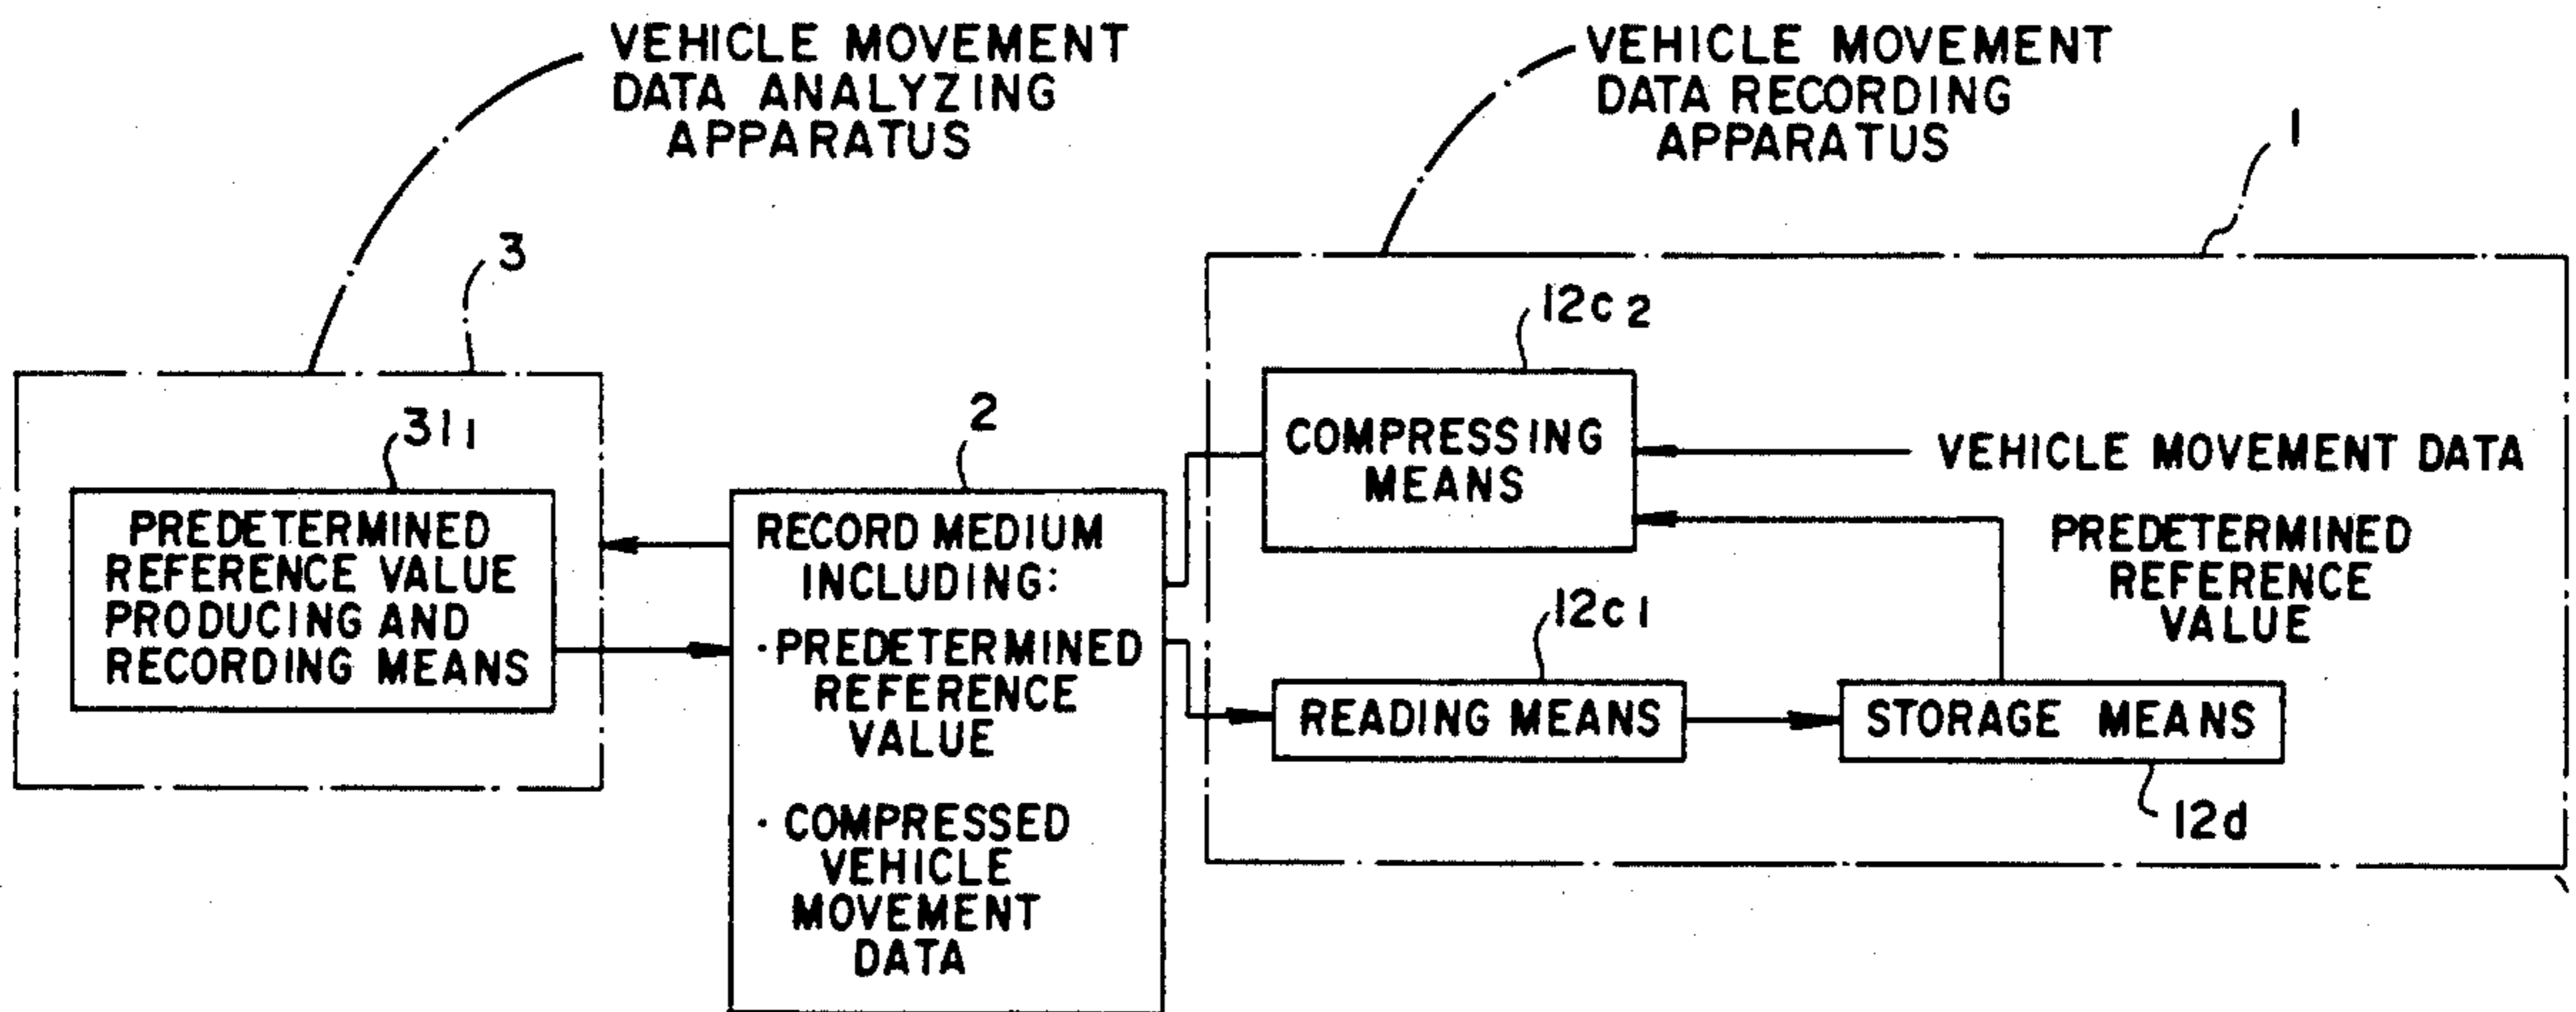 VEHICLE MOVEMENT
DATA ANALYZING
APPARATUS
VEHICLE MOVEMENT
DATA RECORDING
APPARATUS
1
3
12c2
311
2
COMPRESSING
MEANS
VEHICLE MOVEMENT DATA
PREDETERMINED
REFERENCE VALUE
PRODUCING AND
RECORDING MEANS
RECORD MEDIUM
INCLUDING:
·PREDETERMINED
REFERENCE
VALUE
·COMPRESSED
VEHICLE
MOVEMENT
DATA
PREDETERMINED
REFERENCE
VALUE
12c1
READING MEANS
STORAGE MEANS
12d